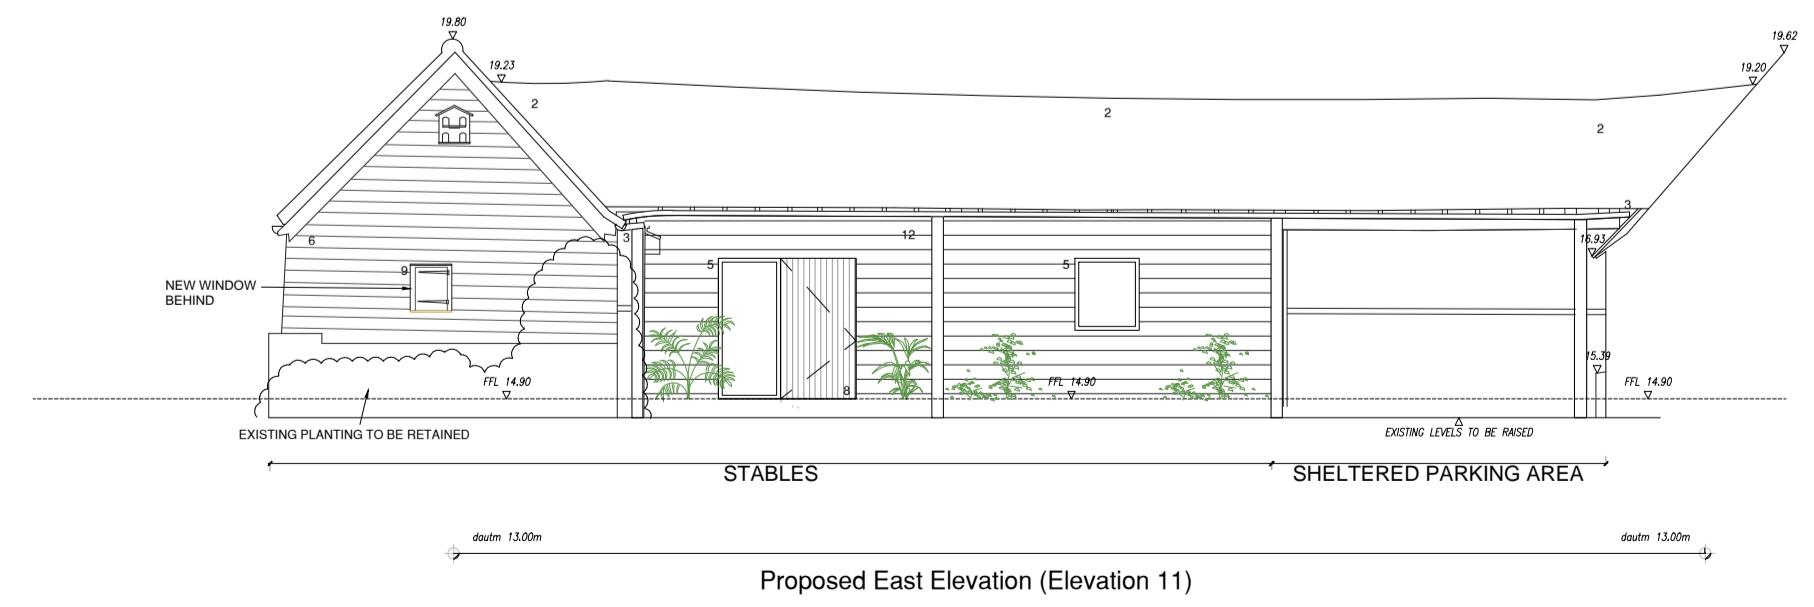 19.80
19.62
19.23
19.20
2
2
2
3
6
3
12
16.93
9
5
5
NEW WINDOW
BEHIND
15.39
FFL 14.90
FFL 14.90
FFL 14.90
8
EXISTING PLANTING TO BE RETAINED
EXISTING LEVELS TO BE RAISED
STABLES
SHELTERED PARKING AREA
dautm 13.00m
dautm 13.00m
Proposed East Elevation (Elevation 11)